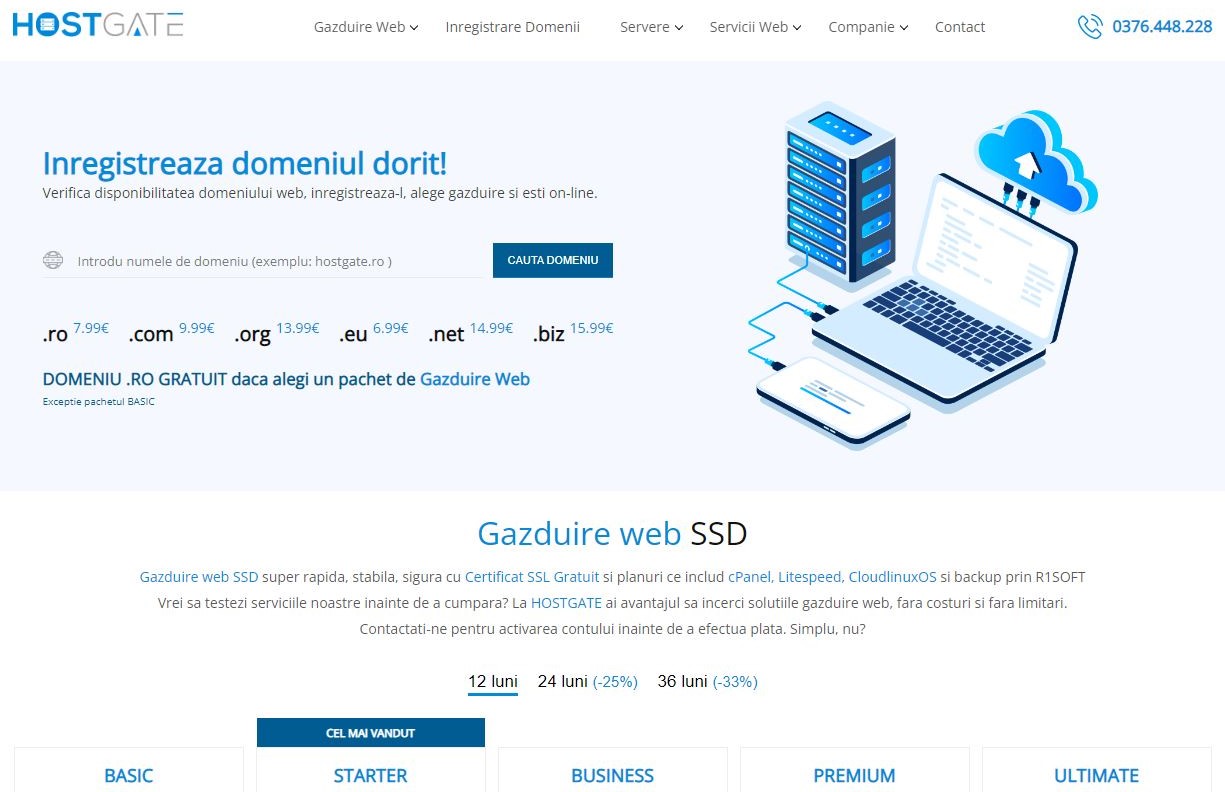 HOSTGATE
Gazduire Web
Inregistrare Domenii
Servere
Servicii Web
Companie
Contact
0376.448.228
Inregistreaza domeniul dorit!
Verifica disponibilitatea domeniului web, inregistreaza-l, alege gazduire si esti on-line.
Introdu numele de domeniu (exemplu: hostgate.ro )
CAUTA DOMENIU
.ro 7.99€ .com 9.99€ .org 13.99€ .eu 6.99€ .net 14.99€ .biz 15.99€
DOMENIU .RO GRATUIT daca alegi un pachet de Gazduire Web
Exceptie pachetul BASIC
Gazduire web SSD
Gazduire web SSD super rapida, stabila, sigura cu Certificat SSL Gratuit si planuri ce includ cPanel, Litespeed, CloudlinuxOS si backup prin R1SOFT
Vrei sa testezi serviciile noastre inainte de a cumpara? La HOSTGATE ai avantajul sa incerci solutiile gazduire web, fara costuri si fara limitari.
Contactati-ne pentru activarea contului inainte de a efectua plata. Simplu, nu?
12 luni 24 luni (-25%) 36 luni (-33%)
CEL MAI VANDUT
BASIC
STARTER
BUSINESS
PREMIUM
ULTIMATE